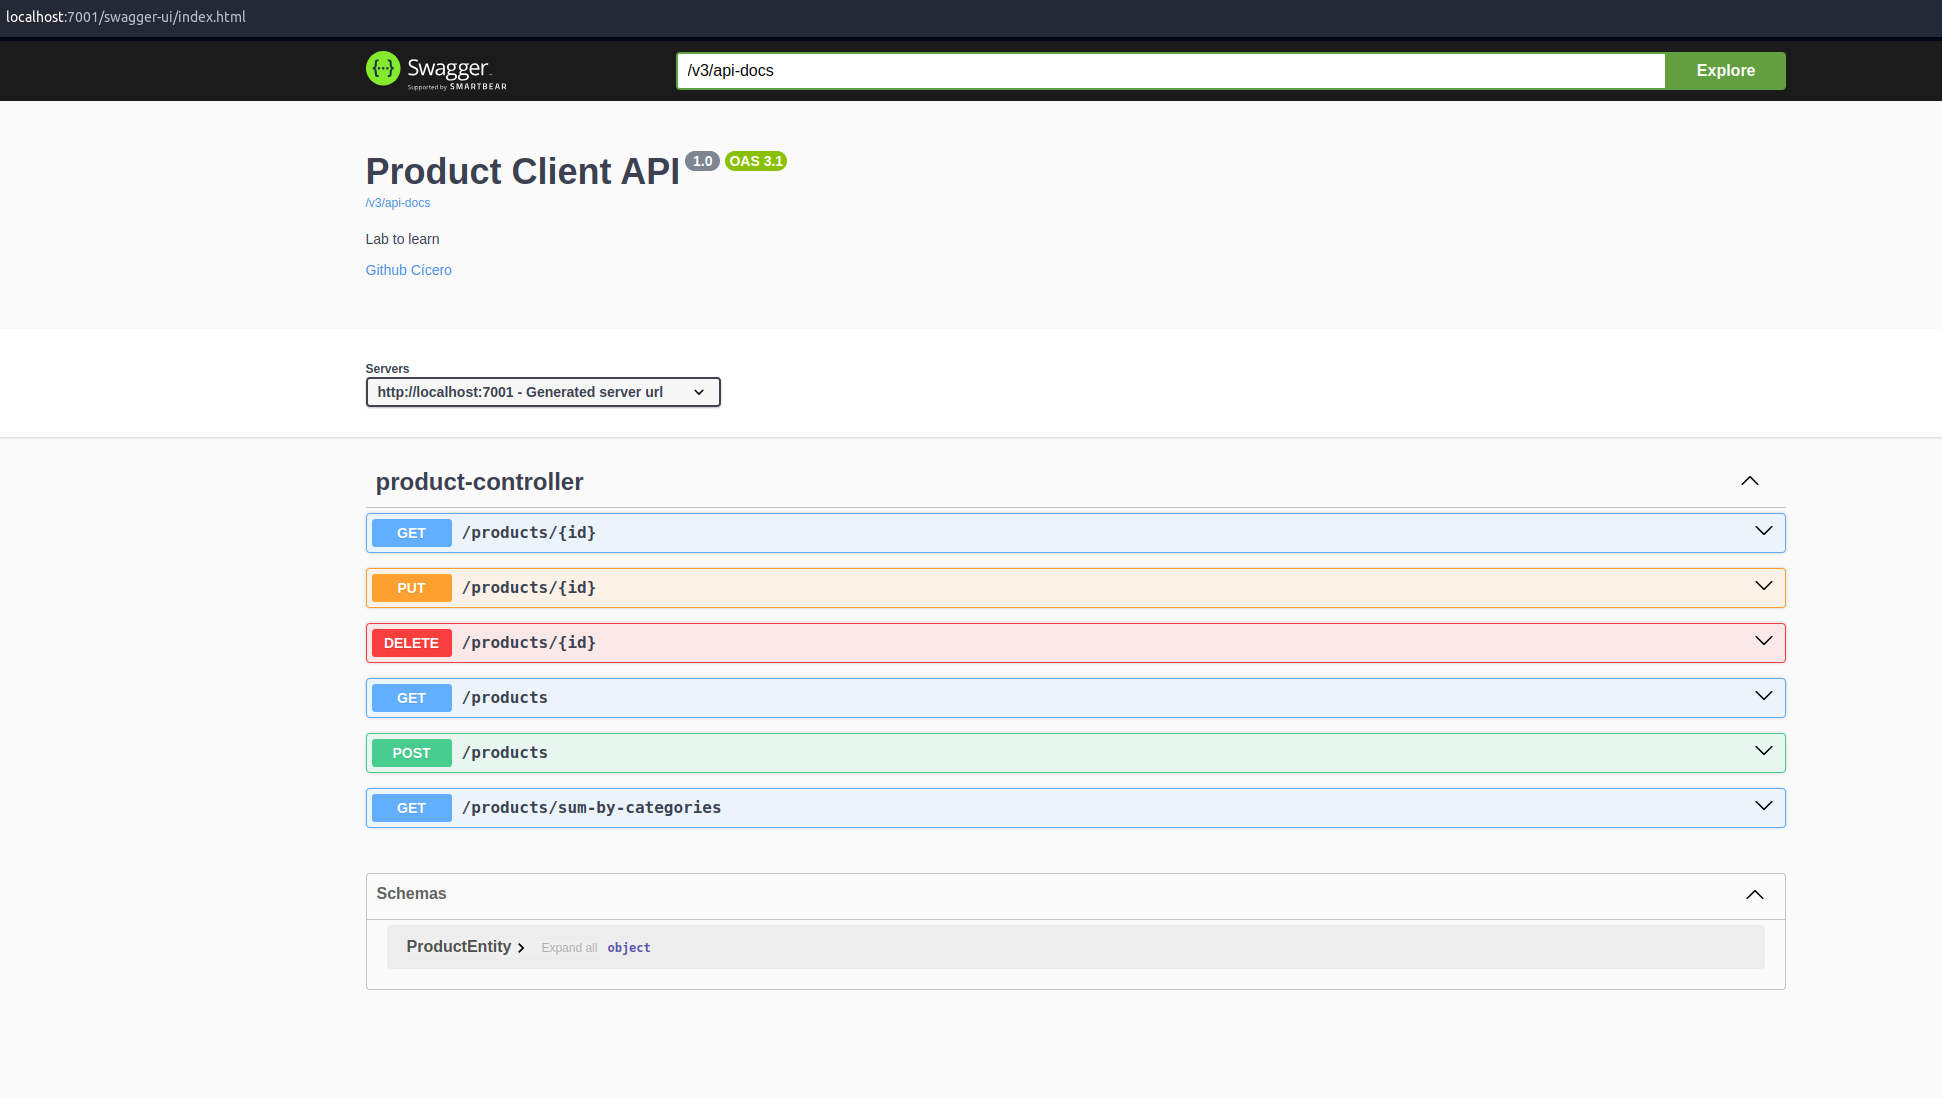 localhost:7001/swagger-ui/index.html
{···} Swagger.
Supported by SMARTBEAR
/v3/api-docs
Explore
Product Client API 1.0 OAS 3.1
/v3/api-docs
Lab to learn
Github Cícero
Servers
http://localhost:7001 - Generated server url
product-controller
GET /products/{id}
PUT /products/{id}
DELETE /products/{id}
GET /products
POST /products
GET /products/sum-by-categories
Schemas
ProductEntity Expand all object